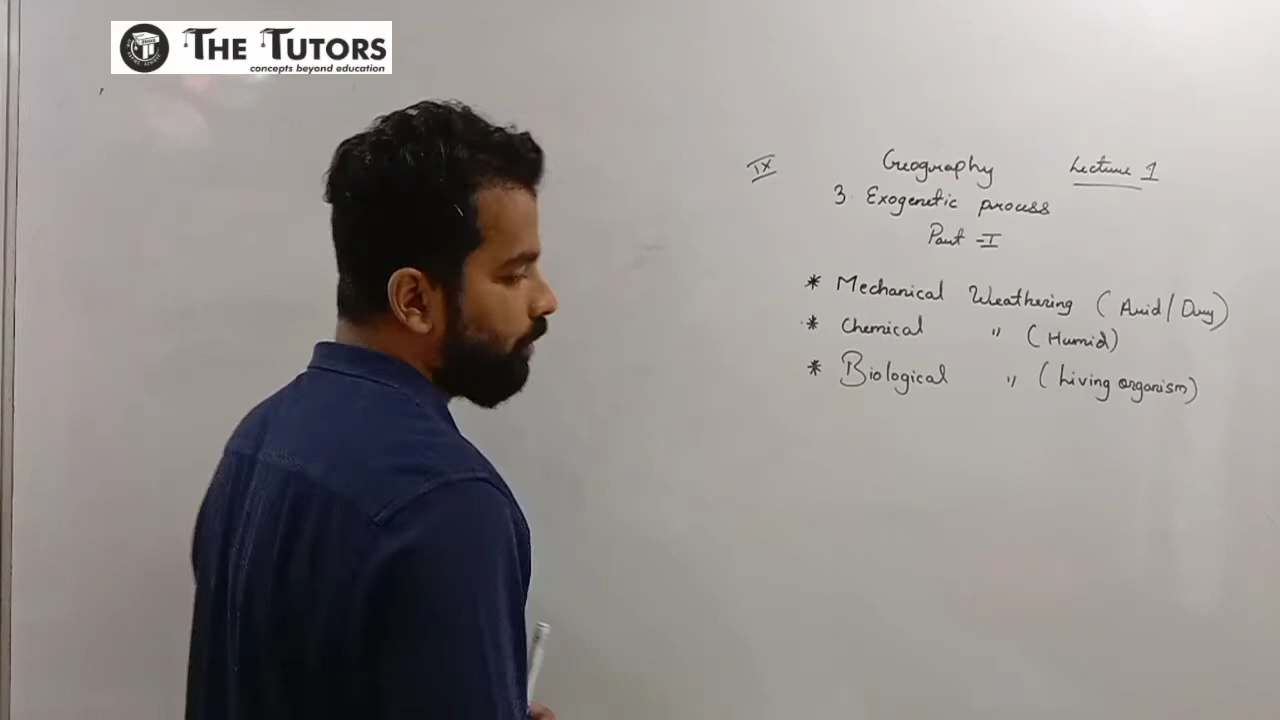 THE TUTORS
concepts beyond education
IX Geography Lecture 1
3. Exogenetic process
Part - I
* Mechanical Weathering (Arid/Dry)
* Chemical " (Humid)
* Biological " (Living organism)